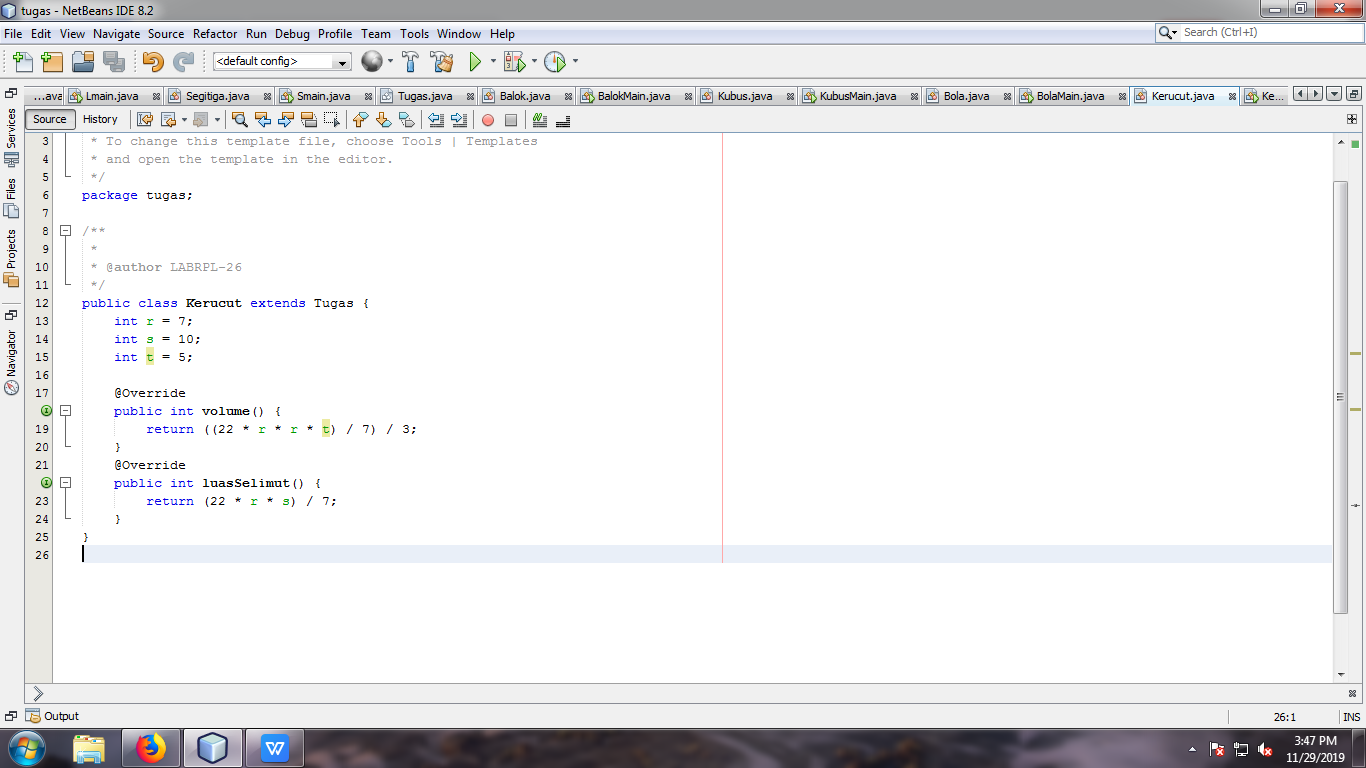 tugas - NetBeans IDE 8.2
File Edit View Navigate Source Refactor Run Debug Profile Team Tools Window Help
Search (Ctrl+I)
<default config>
...ava Lmain.java Segitiga.java Smain.java Tugas.java Balok.java BalokMain.java Kubus.java KubusMain.java Bola.java BolaMain.java Kerucut.java Ke...
Source History
Services
Files
Projects
Navigator
3 * To change this template file, choose Tools | Templates
4 * and open the template in the editor.
5 */
6 package tugas;
7
8 /**
9 *
10 * @author LABRPL-26
11 */
12 public class Kerucut extends Tugas {
13 int r = 7;
14 int s = 10;
15 int t = 5;
16
17 @Override
public int volume() {
19 return ((22 * r * r * t) / 7) / 3;
20 }
21 @Override
public int luasSelimut() {
23 return (22 * r * s) / 7;
24 }
25 }
26
Output
26:1 INS
W
3:47 PM
11/29/2019